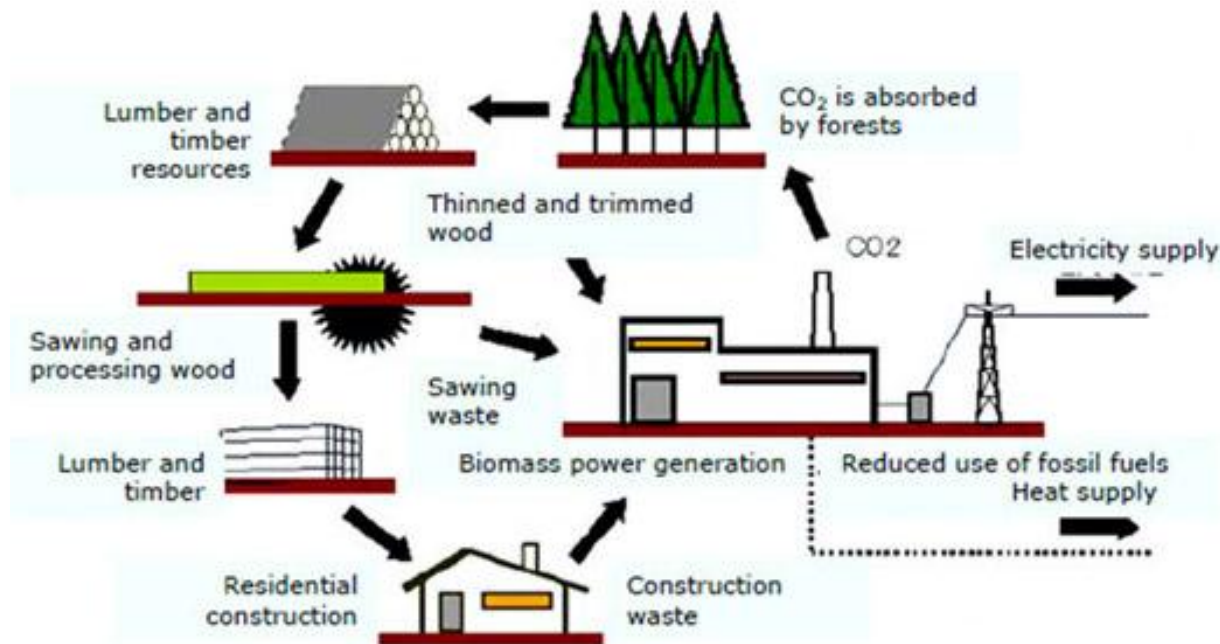 CO₂ is absorbed
by forests
Lumber and
timber
resources
Thinned and trimmed
wood
CO2
Electricity supply
Sawing and
processing wood
Sawing
waste
Lumber and
timber
Biomass power generation
Reduced use of fossil fuels
Heat supply
Residential
construction
Construction
waste